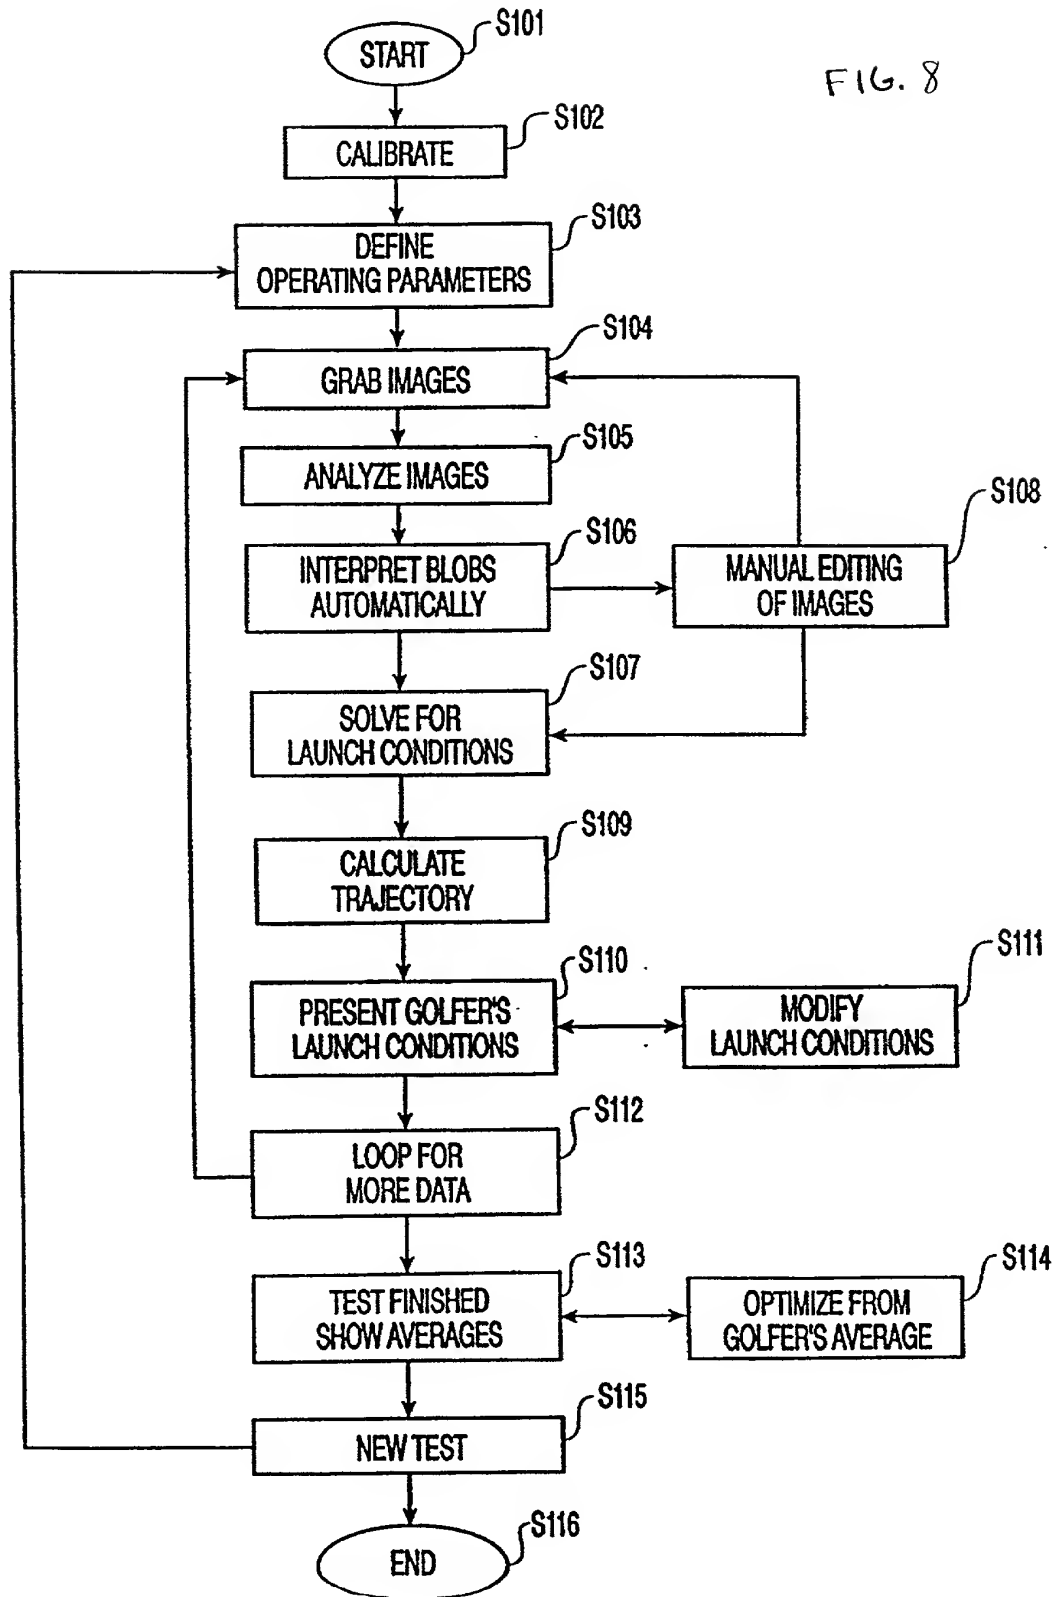 S101
START
FIG. 8
S102
CALIBRATE
S103
DEFINE
OPERATING PARAMETERS
S104
GRAB IMAGES
S105
ANALYZE IMAGES
S106
INTERPRET BLOBS
AUTOMATICALLY
S108
MANUAL EDITING
OF IMAGES
S107
SOLVE FOR
LAUNCH CONDITIONS
S109
CALCULATE
TRAJECTORY
S110
PRESENT GOLFER'S
LAUNCH CONDITIONS
S111
MODIFY
LAUNCH CONDITIONS
S112
LOOP FOR
MORE DATA
S113
TEST FINISHED
SHOW AVERAGES
S114
OPTIMIZE FROM
GOLFER'S AVERAGE
S115
NEW TEST
S116
END